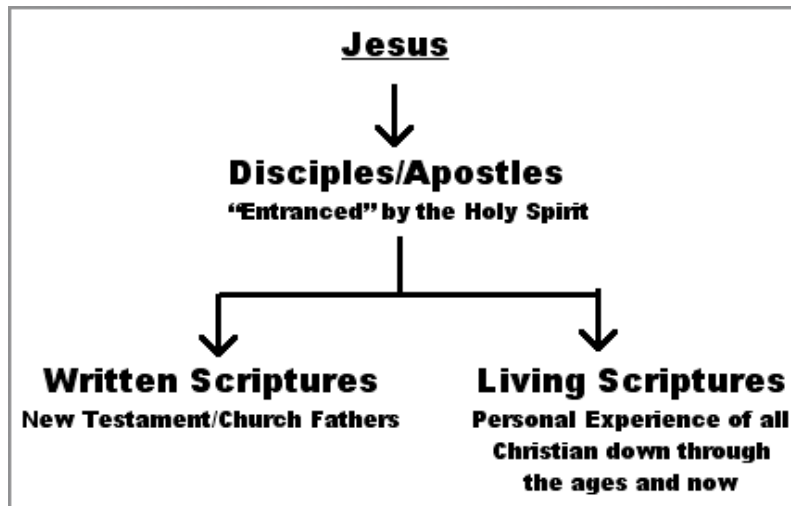 Jesus
Disciples/Apostles
“Entranced” by the Holy Spirit
Written Scriptures
New Testament/Church Fathers
Living Scriptures
Personal Experience of all
Christian down through
the ages and now